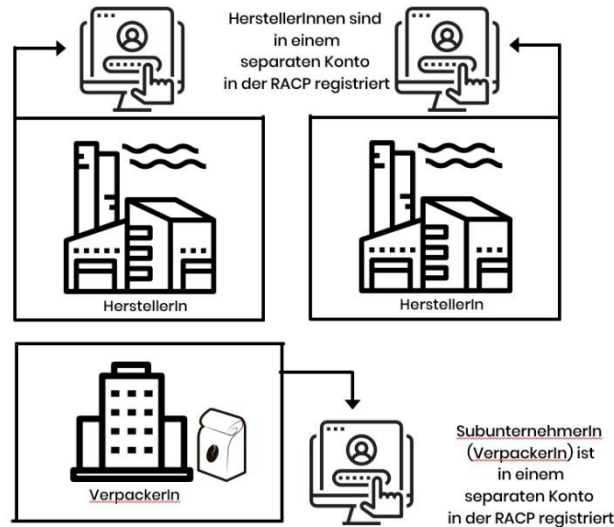 HerstellerInnen sind
in einem
separaten Konto
in der RACP registriert
HerstellerIn
HerstellerIn
VerpackerIn
SubunternehmerIn
(VerpackerIn) ist
in einem
separaten Konto
in der RACP registriert